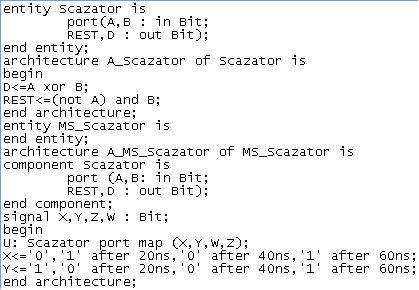 entity Scazator is
port(A,B : in Bit;
REST,D : out Bit);
end entity;
architecture A_Scazator of Scazator is
begin
D<=A xor B;
REST<=(not A) and B;
end architecture;
entity MS_Scazator is
end entity;
architecture A_MS_Scazator of MS_Scazator is
component Scazator is
port (A,B: in Bit;
REST,D : out Bit);
end component;
signal X,Y,Z,W : Bit;
begin
U: Scazator port map (X,Y,W,Z);
X<='0','1' after 20ns,'0' after 40ns,'1' after 60ns;
Y<='1','0' after 20ns,'0' after 40ns,'1' after 60ns;
end architecture;